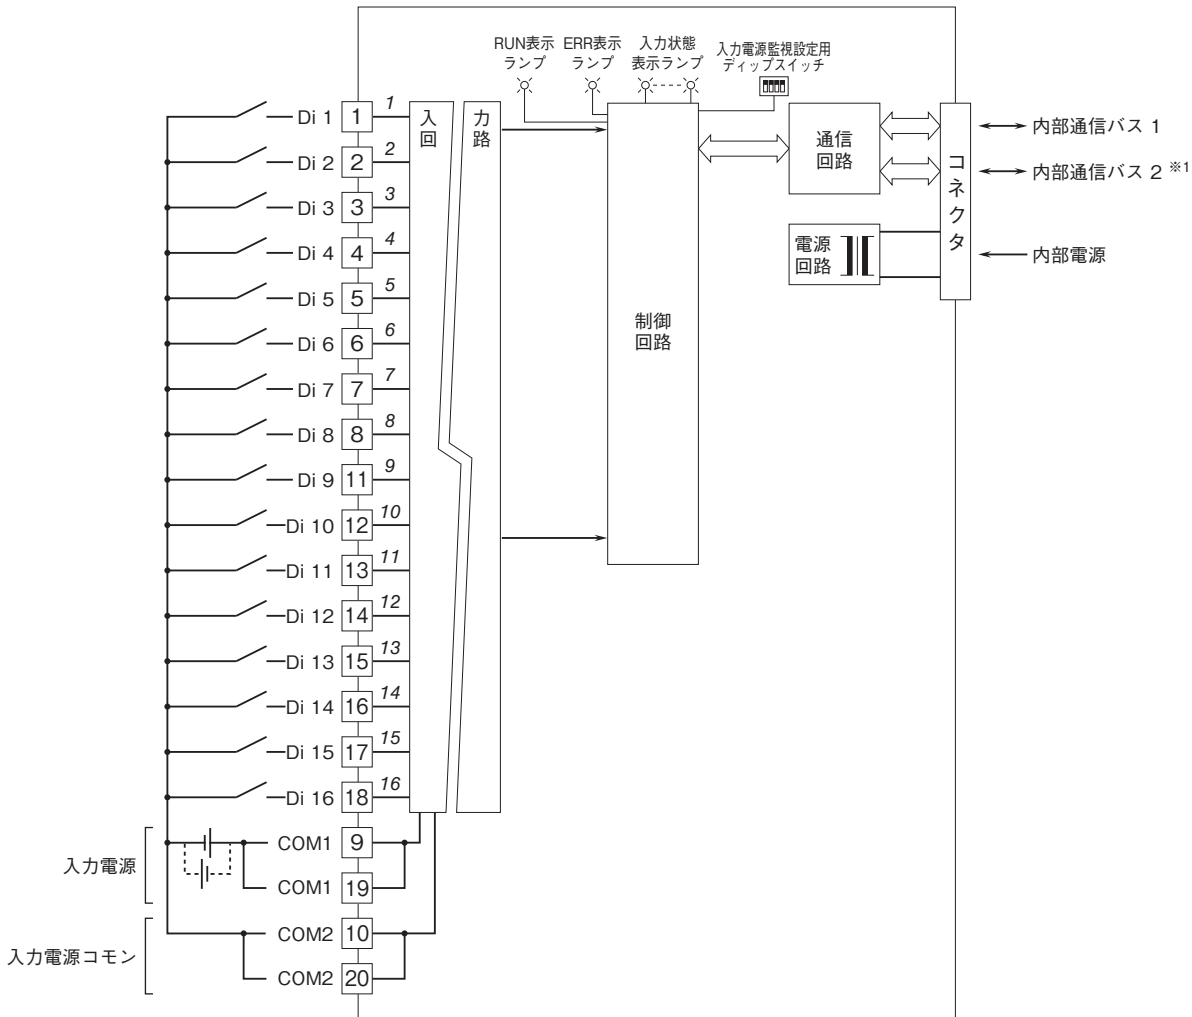 RUN表示
ランプ
ERR表示
ランプ
入力状態
表示ランプ
入力電源監視設定用
ディップスイッチ
Di 1 1 1
Di 2 2 2
Di 3 3 3
Di 4 4 4
Di 5 5 5
Di 6 6 6
Di 7 7 7
Di 8 8 8
Di 9 11 9
Di 10 12 10
Di 11 13 11
Di 12 14 12
Di 13 15 13
Di 14 16 14
Di 15 17 15
Di 16 18 16
COM1 9
COM1 19
COM2 10
COM2 20
入力電源
入力電源コモン
入力
回路
制御
回路
通信
回路
電源
回路
コネクタ
内部通信バス 1
内部通信バス 2 ※1
内部電源